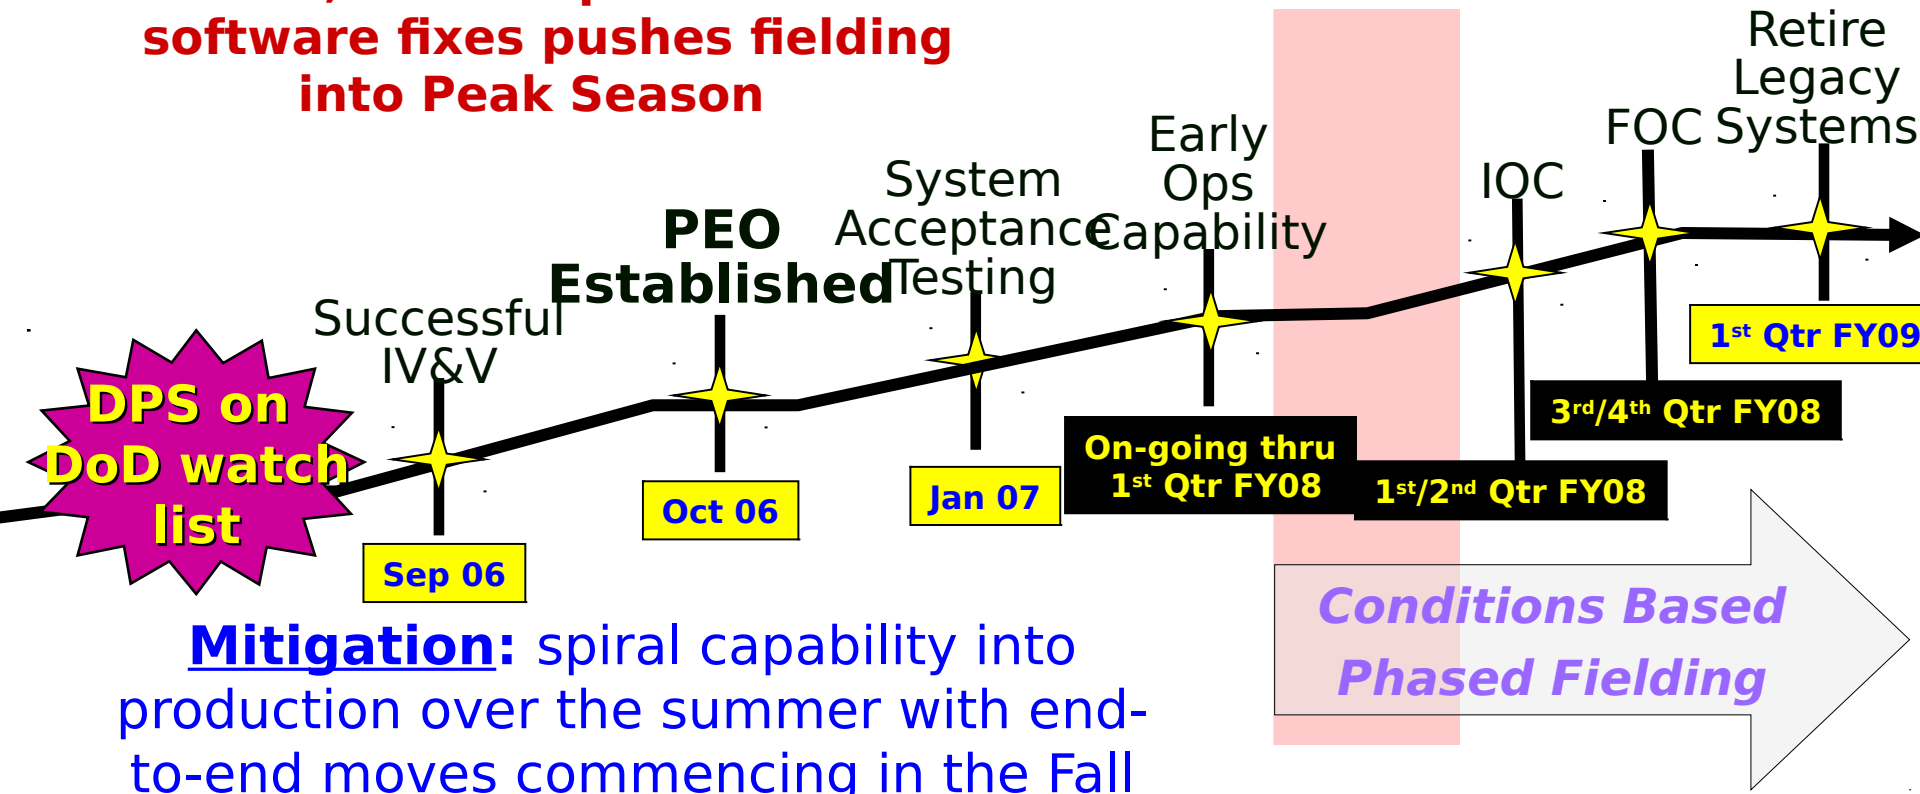 software fixes pushes fielding
into Peak Season
Retire
Legacy
Systems
FOC
IOC
Early
Ops
Capability
System
Acceptance
Testing
PEO
Established
Successful
IV&V
DPS on
DoD watch
list
Sep 06
Oct 06
Jan 07
On-going thru
1st Qtr FY08
1st/2nd Qtr FY08
3rd/4th Qtr FY08
1st Qtr FY09
Conditions Based
Phased Fielding
Mitigation: spiral capability into
production over the summer with end-
to-end moves commencing in the Fall